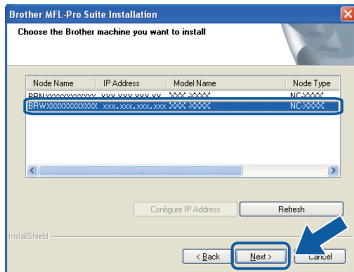 Brother MFL-Pro Suite Installation
Choose the Brother machine you want to install
Node Name IP Address Model Name Node Type
BRNXXXXXXXXXXXX XXX.XXX.XXX.XX XXX-XXXX NC-XXXX
BRWXXXXXXXXXXXX xxx.xxx.xxx.xxx XXX-XXXX NC-XXXX
Configure IP Address Refresh
InstallShield
< Back Next > Cancel